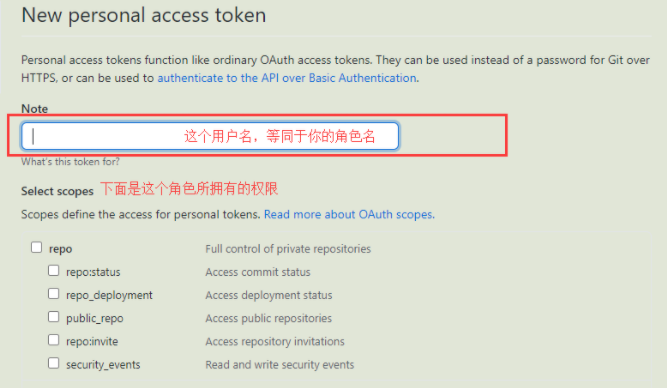 New personal access token
Personal access tokens function like ordinary OAuth access tokens. They can be used instead of a password for Git over
HTTPS, or can be used to authenticate to the API over Basic Authentication.
Note
这个用户名，等同于你的角色名
What's this token for?
Select scopes 下面是这个角色所拥有的权限
Scopes define the access for personal tokens. Read more about OAuth scopes.
repo Full control of private repositories
repo:status Access commit status
repo_deployment Access deployment status
public_repo Access public repositories
repo:invite Access repository invitations
security_events Read and write security events